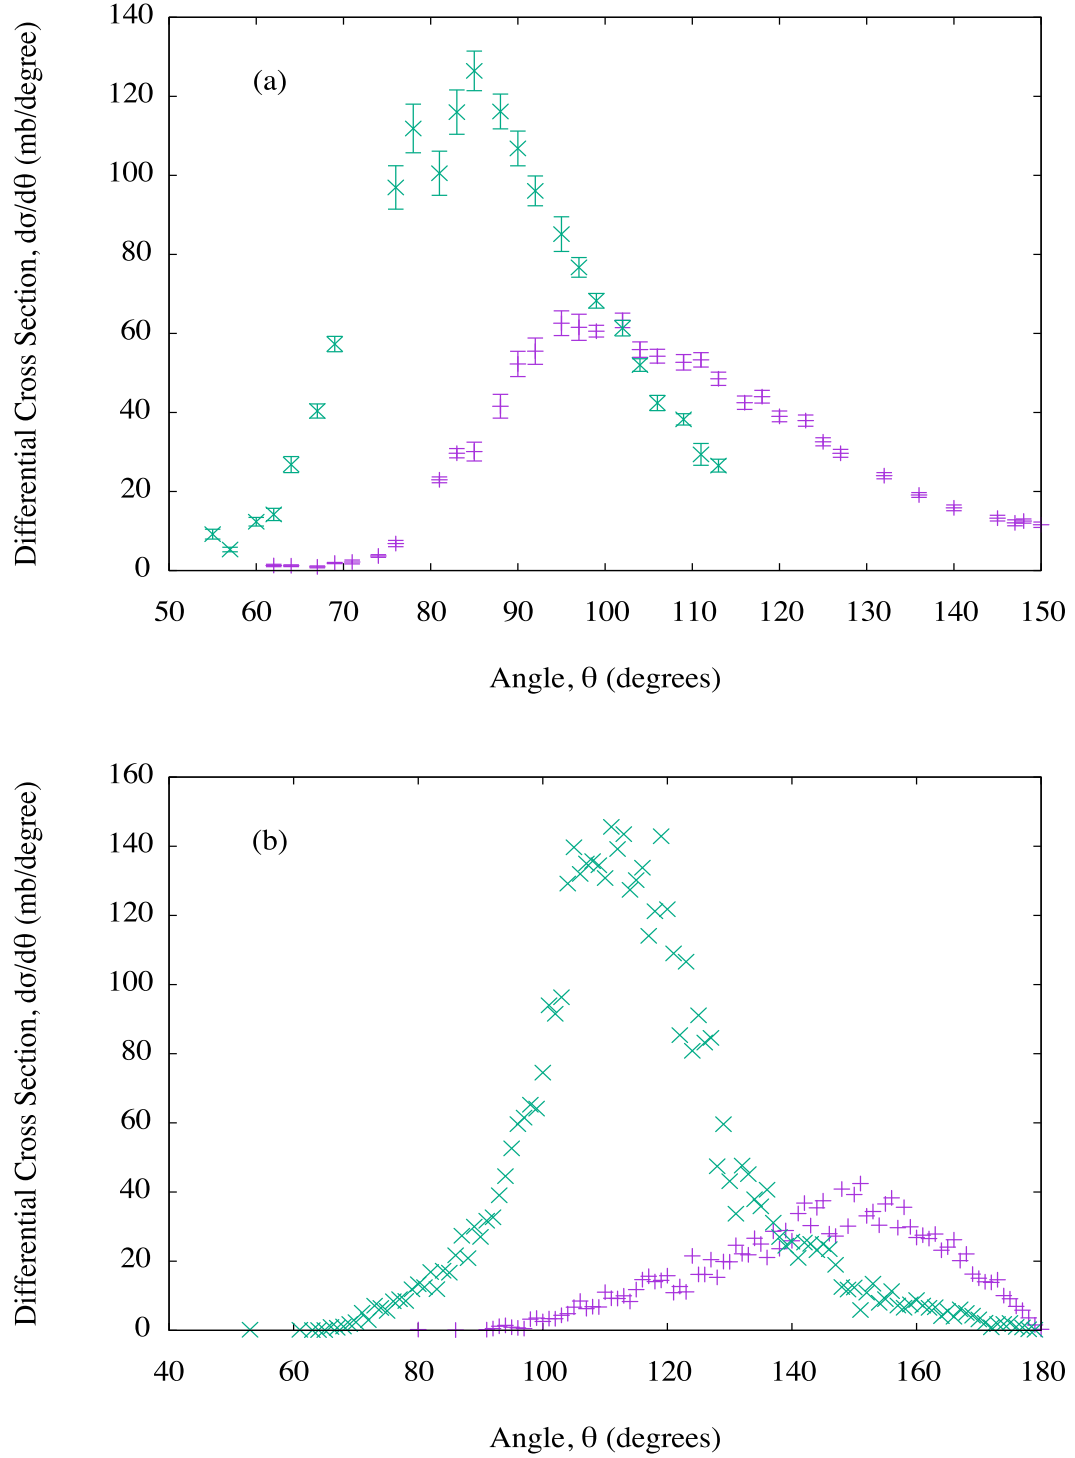 140
120
100
80
60
40
20
0
(a)
Differential Cross Section, dσ/dθ (mb/degree)
50 60 70 80 90 100 110 120 130 140 150
Angle, θ (degrees)
160
140
120
100
80
60
40
20
0
(b)
Differential Cross Section, dσ/dθ (mb/degree)
40 60 80 100 120 140 160 180
Angle, θ (degrees)